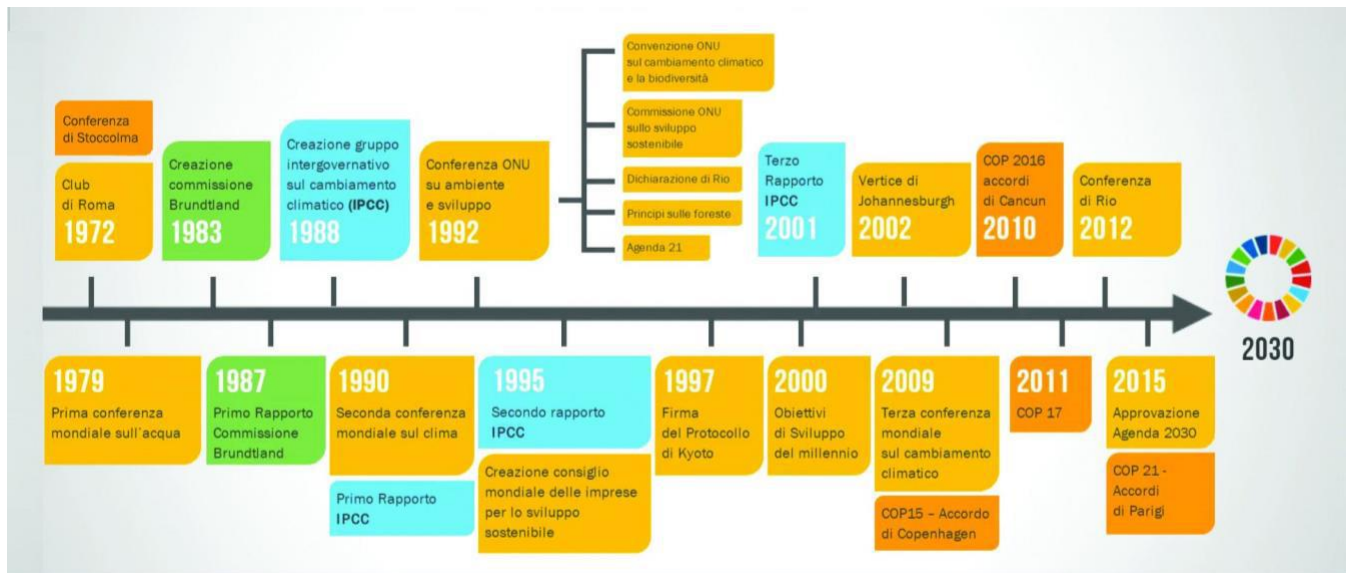 Conferenza
di Stoccolma
Club
di Roma
1972
Creazione
commissione
Brundtland
1983
Creazione gruppo
intergovernativo
sul cambiamento
climatico (IPCC)
1988
Conferenza ONU
su ambiente
e sviluppo
1992
Convenzione ONU
sul cambiamento climatico
e la biodiversità
Commissione ONU
sullo sviluppo
sostenibile
Dichiarazione di Rio
Principi sulle foreste
Agenda 21
Terzo
Rapporto
IPCC
2001
Vertice di
Johannesburgh
2002
COP 2016
accordi
di Cancun
2010
Conferenza
di Rio
2012
2030
1979
Prima conferenza
mondiale sull'acqua
1987
Primo Rapporto
Commissione
Brundtland
1990
Seconda conferenza
mondiale sul clima
Primo Rapporto
IPCC
1995
Secondo rapporto
IPCC
Creazione consiglio
mondiale delle imprese
per lo sviluppo
sostenibile
1997
Firma
del Protocollo
di Kyoto
2000
Obiettivi
di Sviluppo
del millennio
2009
Terza conferenza
mondiale
sul cambiamento
climatico
COP15 – Accordo
di Copenhagen
2011
COP 17
2015
Approvazione
Agenda 2030
COP 21 -
Accordi
di Parigi